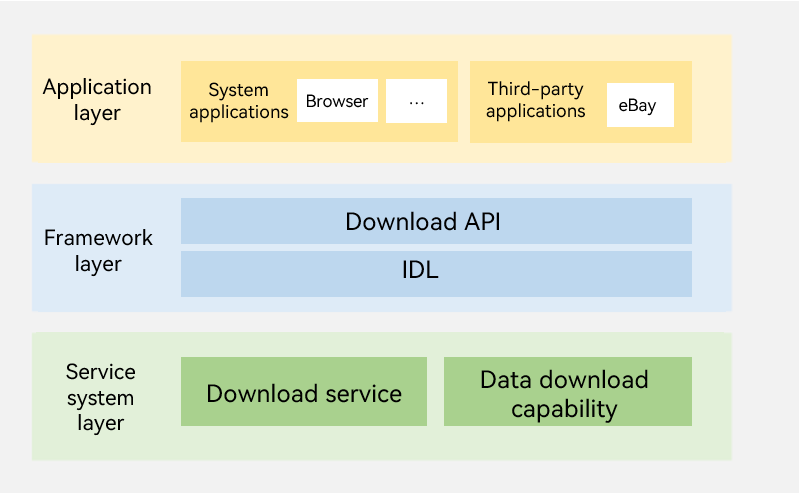 Application
layer
System
applications
Browser
...
Third-party
applications
eBay
Framework
layer
Download API
IDL
Service
system
layer
Download service
Data download
capability